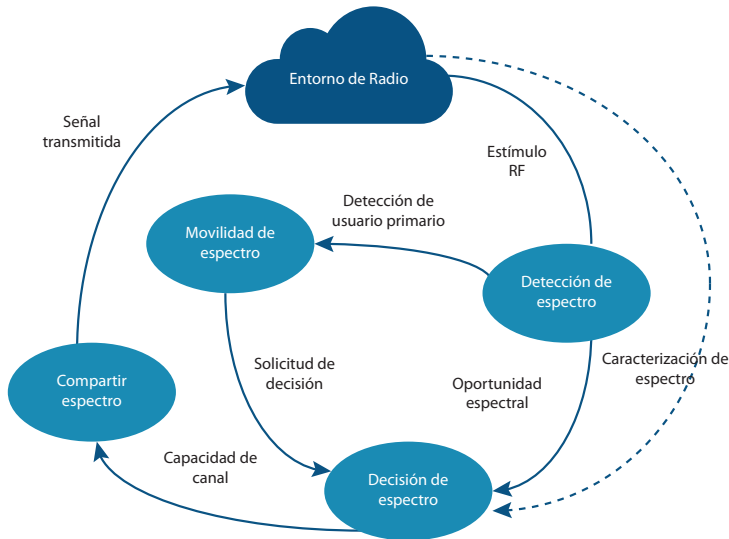 Entorno de Radio
Señal
transmitida
Estímulo
RF
Detección de
usuario primario
Movilidad de
espectro
Detección de
espectro
Solicitud de
decisión
Caracterización de
espectro
Compartir
espectro
Oportunidad
espectral
Capacidad de
canal
Decisión de
espectro